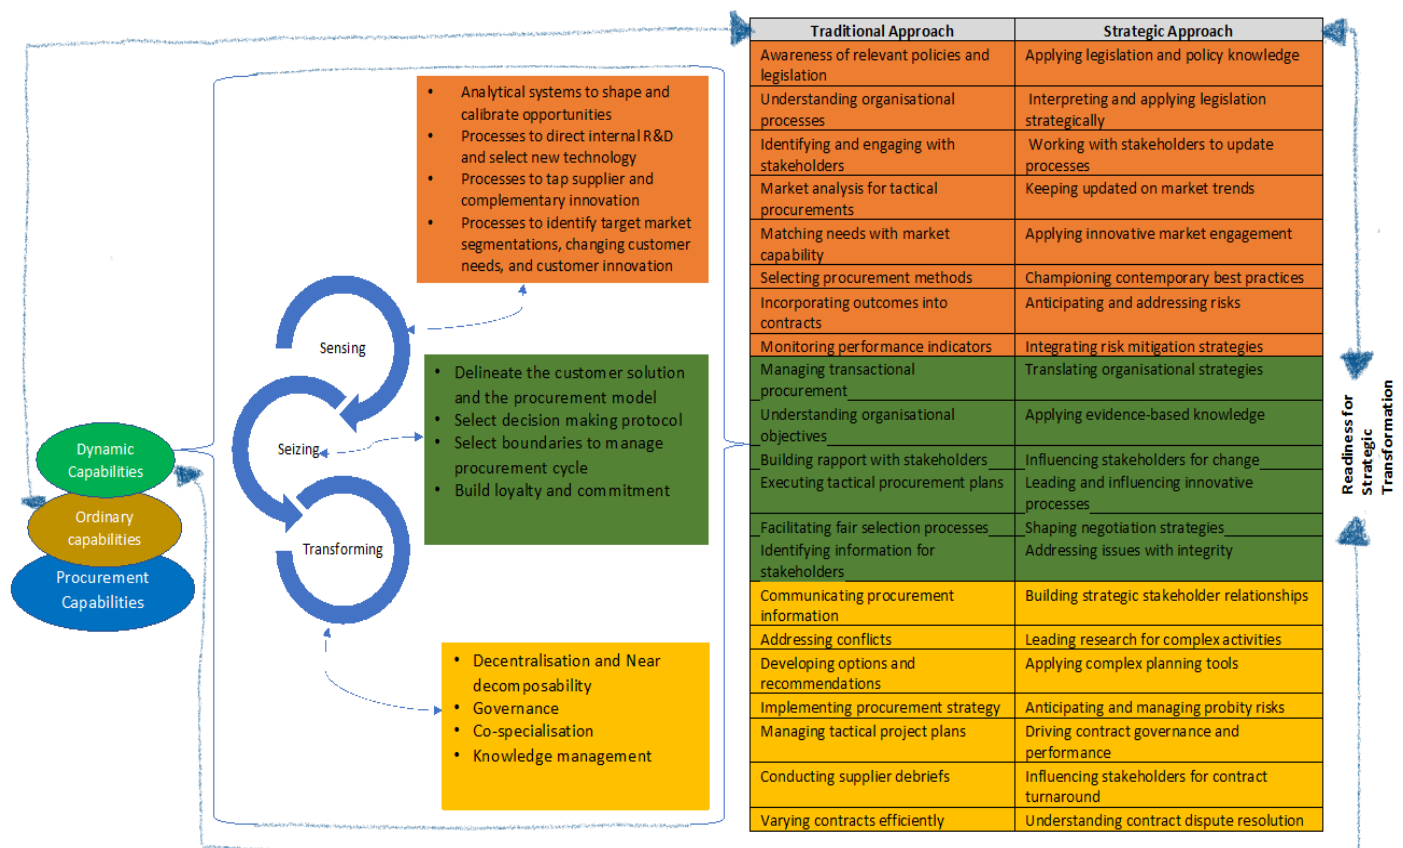 Traditional Approach
Strategic Approach
Awareness of relevant policies and
legislation
Applying legislation and policy knowledge
Understanding organisational
processes
Interpreting and applying legislation
strategically
Identifying and engaging with
stakeholders
Working with stakeholders to update
processes
Market analysis for tactical
procurements
Keeping updated on market trends
Matching needs with market
capability
Applying innovative market engagement
Selecting procurement methods
Championing contemporary best practices
Incorporating outcomes into
contracts
Anticipating and addressing risks
Monitoring performance indicators
Integrating risk mitigation strategies
Managing transactional
procurement
Translating organisational strategies
Understanding organisational
objectives
Applying evidence-based knowledge
Building rapport with stakeholders
Influencing stakeholders for change
Executing tactical procurement plans
Leading and influencing innovative
processes
Facilitating fair selection processes
Shaping negotiation strategies
Identifying information for
stakeholders
Addressing issues with integrity
Communicating procurement
information
Building strategic stakeholder relationships
Addressing conflicts
Leading research for complex activities
Developing options and
recommendations
Applying complex planning tools
Implementing procurement strategy
Anticipating and managing probity risks
Managing tactical project plans
Driving contract governance and
performance
Conducting supplier debriefs
Influencing stakeholders for contract
turnaround
Varying contracts efficiently
Understanding contract dispute resolution
• Analytical systems to shape and
calibrate opportunities
• Processes to direct internal R&D
and select new technology
• Processes to tap supplier and
complementary innovation
• Processes to identify target market
segmentations, changing customer
needs, and customer innovation
Sensing
• Delineate the customer solution
and the procurement model
• Select decision making protocol
• Select boundaries to manage
procurement cycle
• Build loyalty and commitment
Seizing
Transforming
• Decentralisation and Near
decomposability
• Governance
• Co-specialisation
• Knowledge management
Dynamic
Capabilities
Ordinary
capabilities
Procurement
Capabilities
Readiness for
Strategic
Transformation